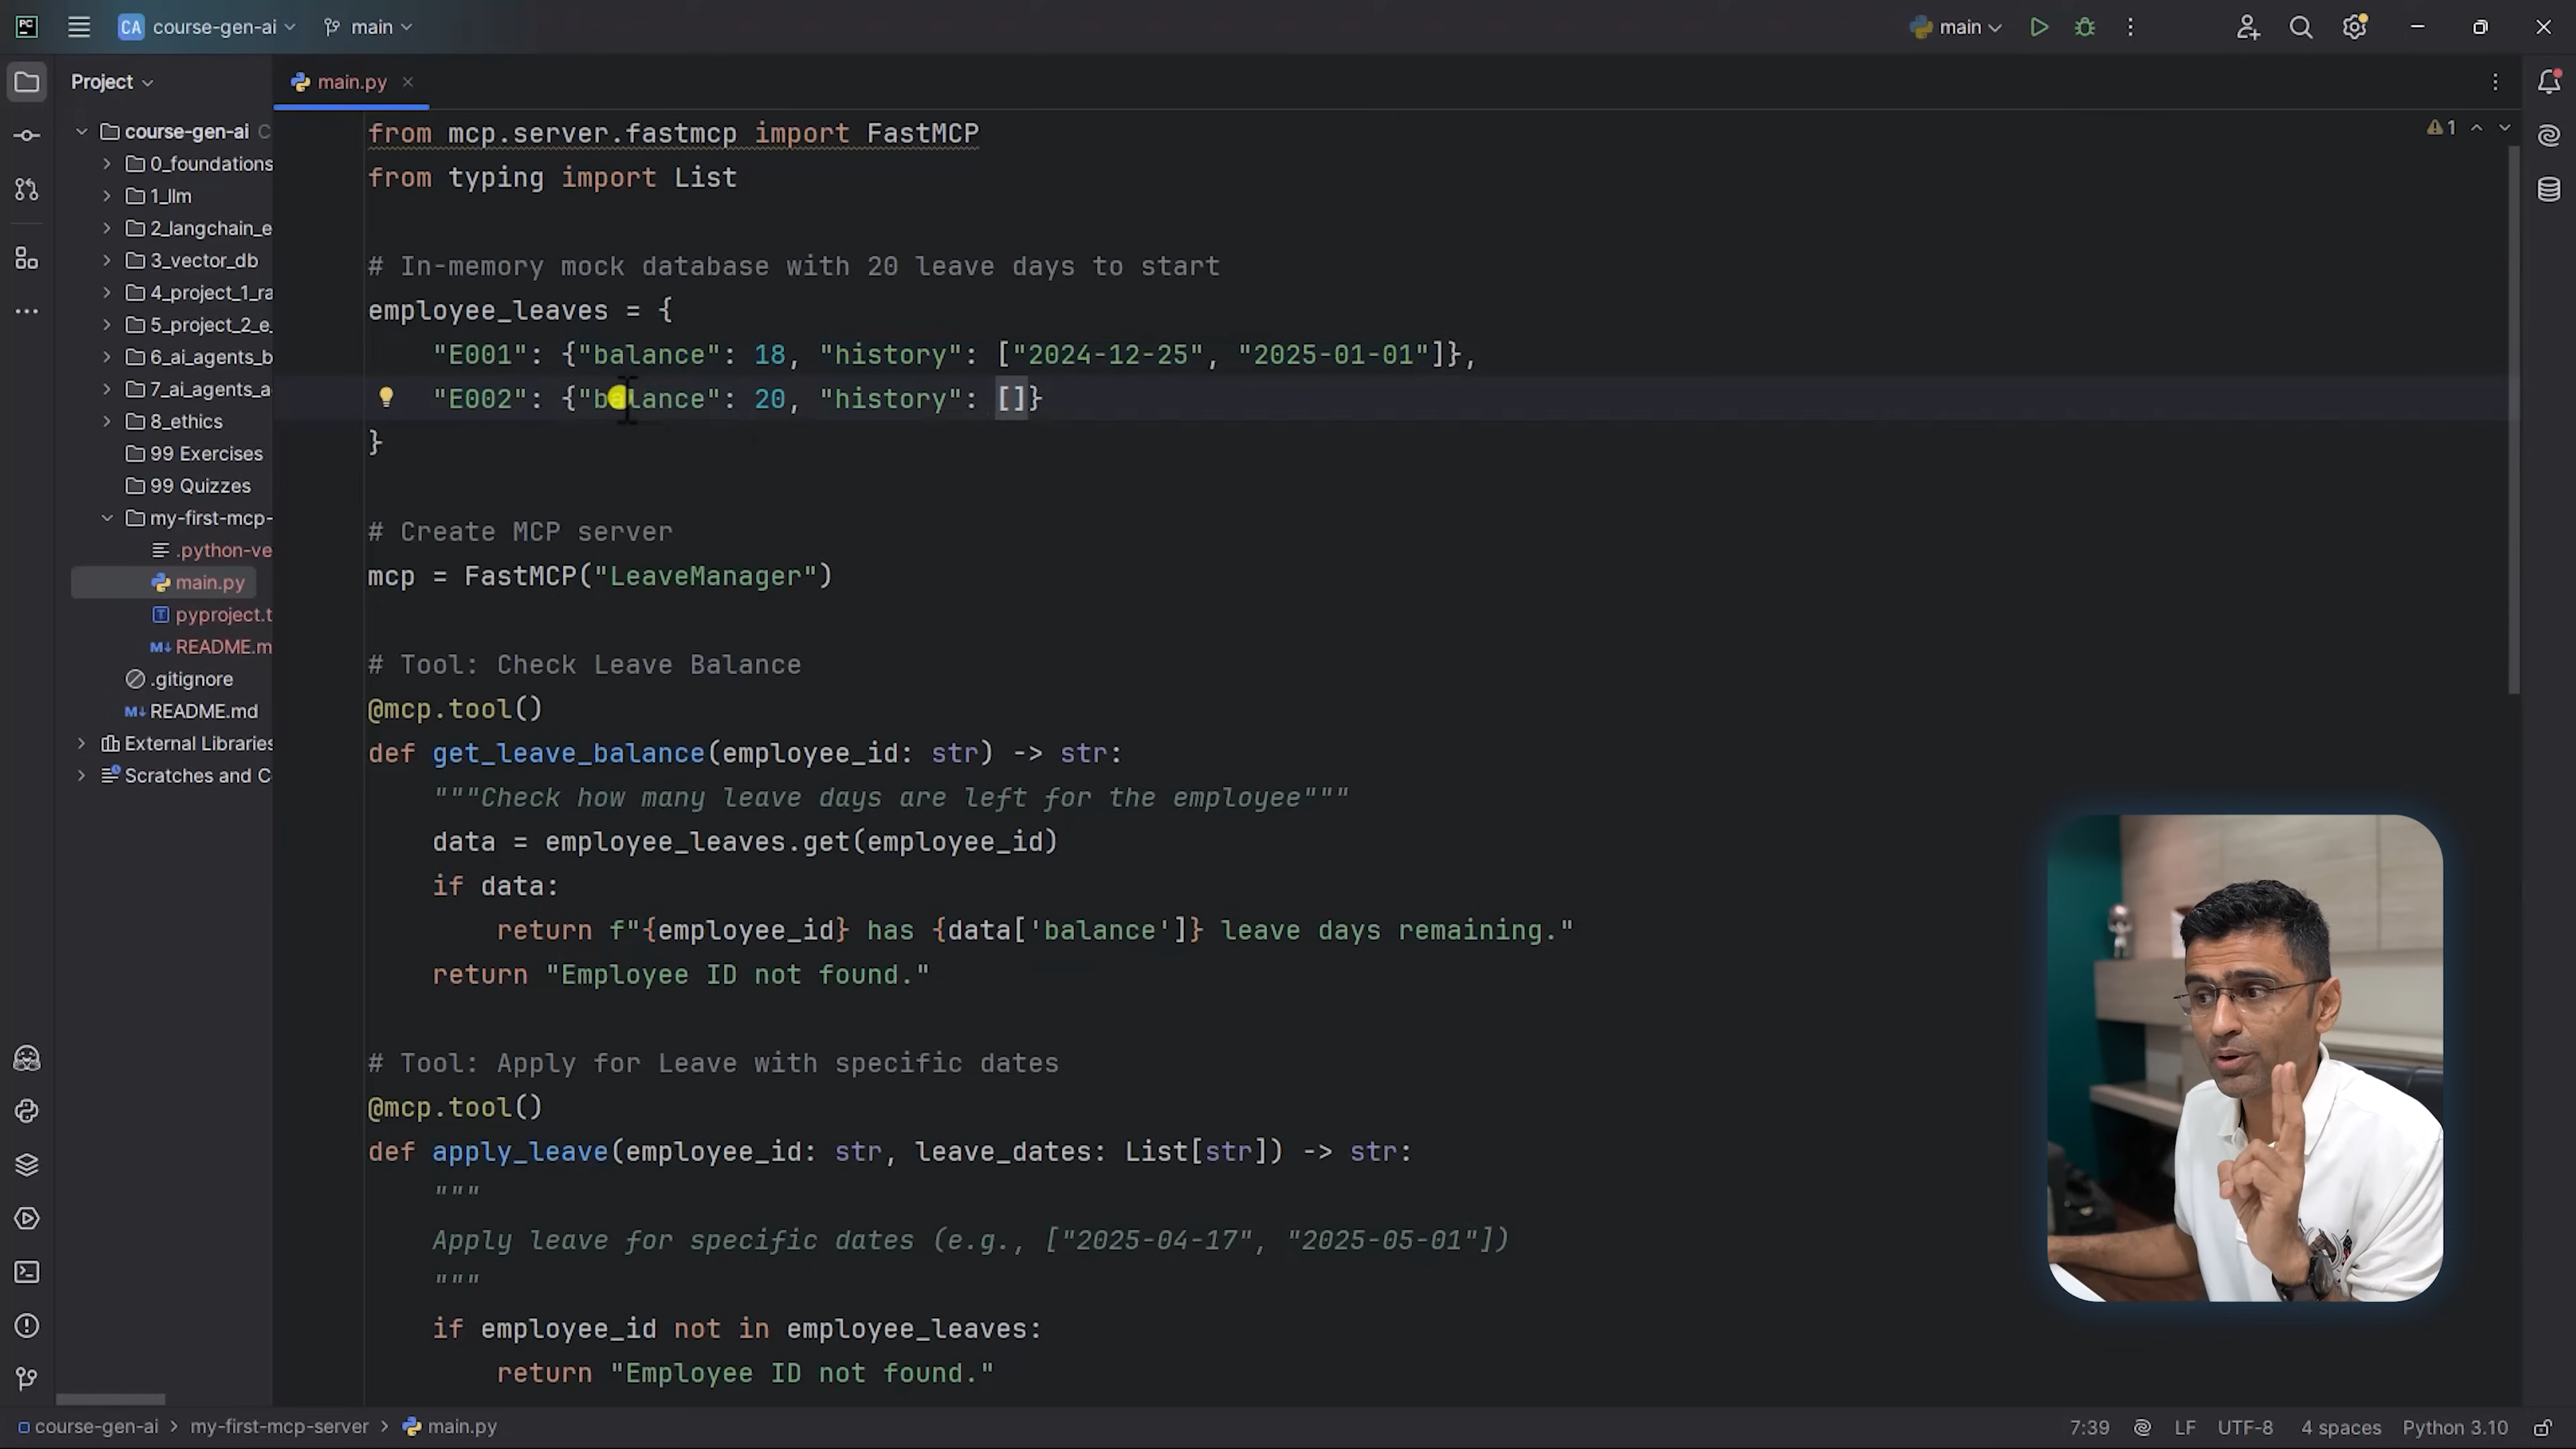 PC
CA course-gen-ai main
main
Project
main.py
1
course-gen-ai C
0_foundations
1_llm
2_langchain_e
3_vector_db
4_project_1_ra
5_project_2_e_
6_ai_agents_b
7_ai_agents_a
8_ethics
99 Exercises
99 Quizzes
my-first-mcp-
.python-ve
main.py
pyproject.t
README.m
.gitignore
README.md
External Libraries
Scratches and C
from mcp.server.fastmcp import FastMCP
from typing import List
# In-memory mock database with 20 leave days to start
employee_leaves = {
"E001": {"balance": 18, "history": ["2024-12-25", "2025-01-01"]},
"E002": {"balance": 20, "history": []}
}
# Create MCP server
mcp = FastMCP("LeaveManager")
# Tool: Check Leave Balance
@mcp.tool()
def get_leave_balance(employee_id: str) -> str:
"""Check how many leave days are left for the employee"""
data = employee_leaves.get(employee_id)
if data:
return f"{employee_id} has {data['balance']} leave days remaining."
return "Employee ID not found."
# Tool: Apply for Leave with specific dates
@mcp.tool()
def apply_leave(employee_id: str, leave_dates: List[str]) -> str:
"""
Apply leave for specific dates (e.g., ["2025-04-17", "2025-05-01"])
"""
if employee_id not in employee_leaves:
return "Employee ID not found."
course-gen-ai > my-first-mcp-server > main.py
7:39 LF UTF-8 4 spaces Python 3.10